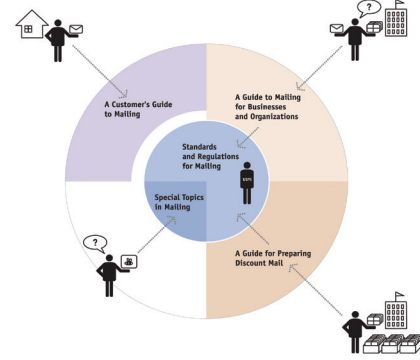 ?
A Customer's Guide
to Mailing
A Guide to Mailing
for Businesses
and Organizations
Standards
and Regulations
for Mailing
USPS
Special Topics
in Mailing
?
A Guide for Preparing
Discount Mail